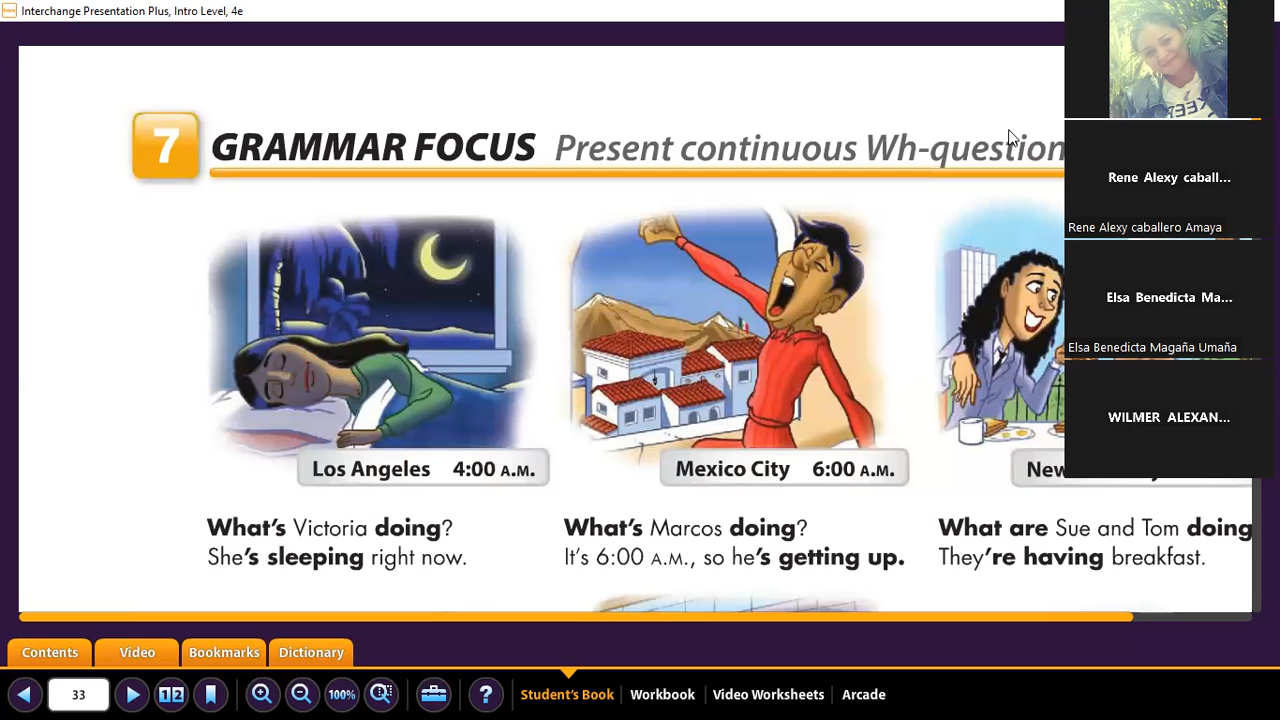 Interchange Presentation Plus, Intro Level, 4e
7 GRAMMAR FOCUS Present continuous Wh-question
Rene Alexy caball...
Rene Alexy caballero Amaya
Elsa Benedicta Ma...
Elsa Benedicta Magaña Umaña
WILMER ALEXAN...
Los Angeles 4:00 A.M.
Mexico City 6:00 A.M.
New
What's Victoria doing?
She's sleeping right now.
What's Marcos doing?
It's 6:00 A.M., so he's getting up.
What are Sue and Tom doing
They're having breakfast.
Contents Video Bookmarks Dictionary
33 1 2 100% ? Student's Book Workbook Video Worksheets Arcade